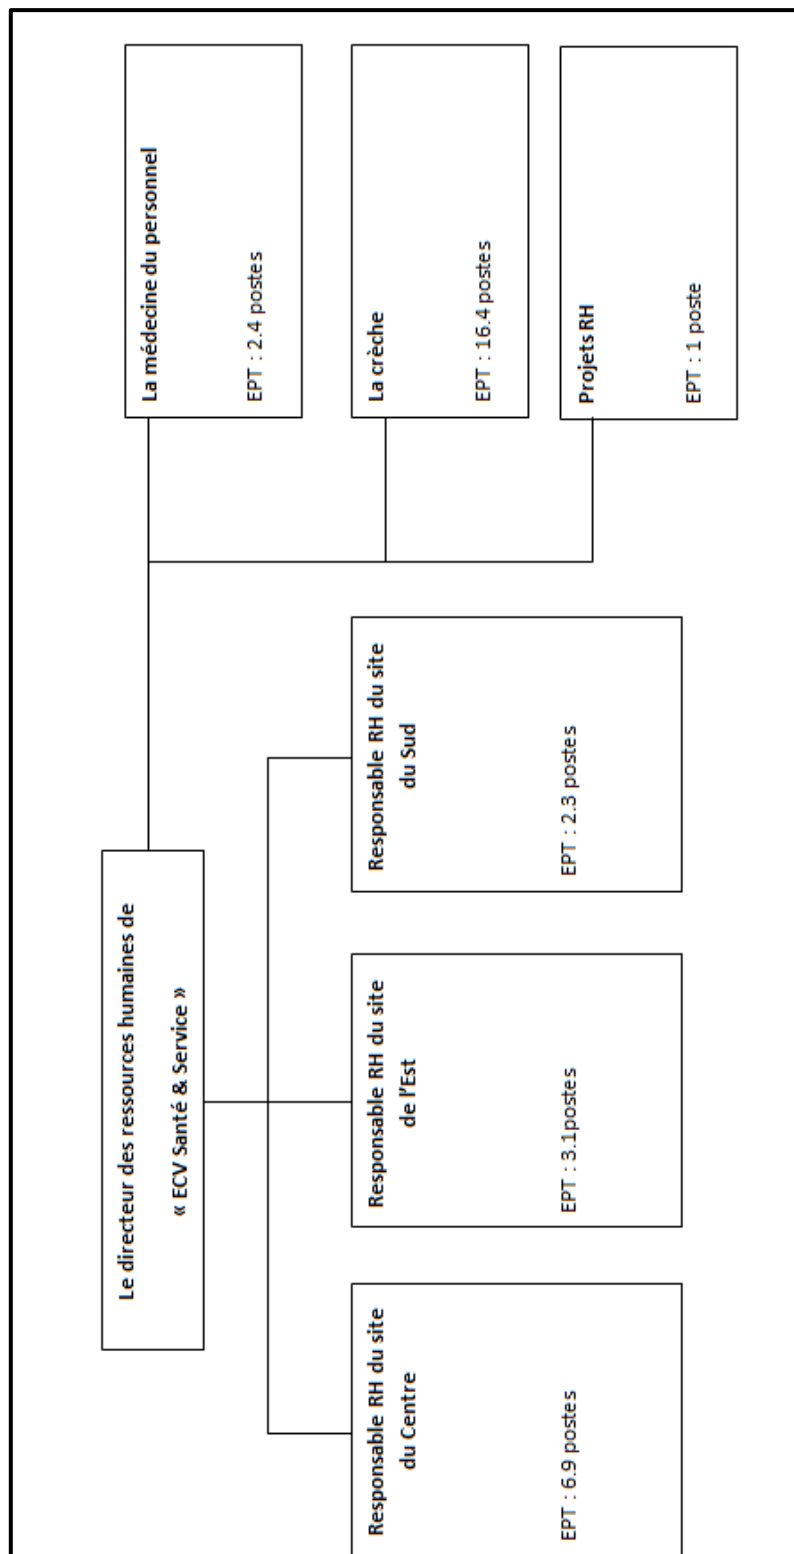 Le directeur des ressources humaines de
« ECV Santé & Service »
La médecine du personnel
EPT : 2.4 postes
La crèche
EPT : 16.4 postes
Projets RH
EPT : 1 poste
Responsable RH du site
du Centre
EPT : 6.9 postes
Responsable RH du site
de l'Est
EPT : 3.1postes
Responsable RH du site
du Sud
EPT : 2.3 postes